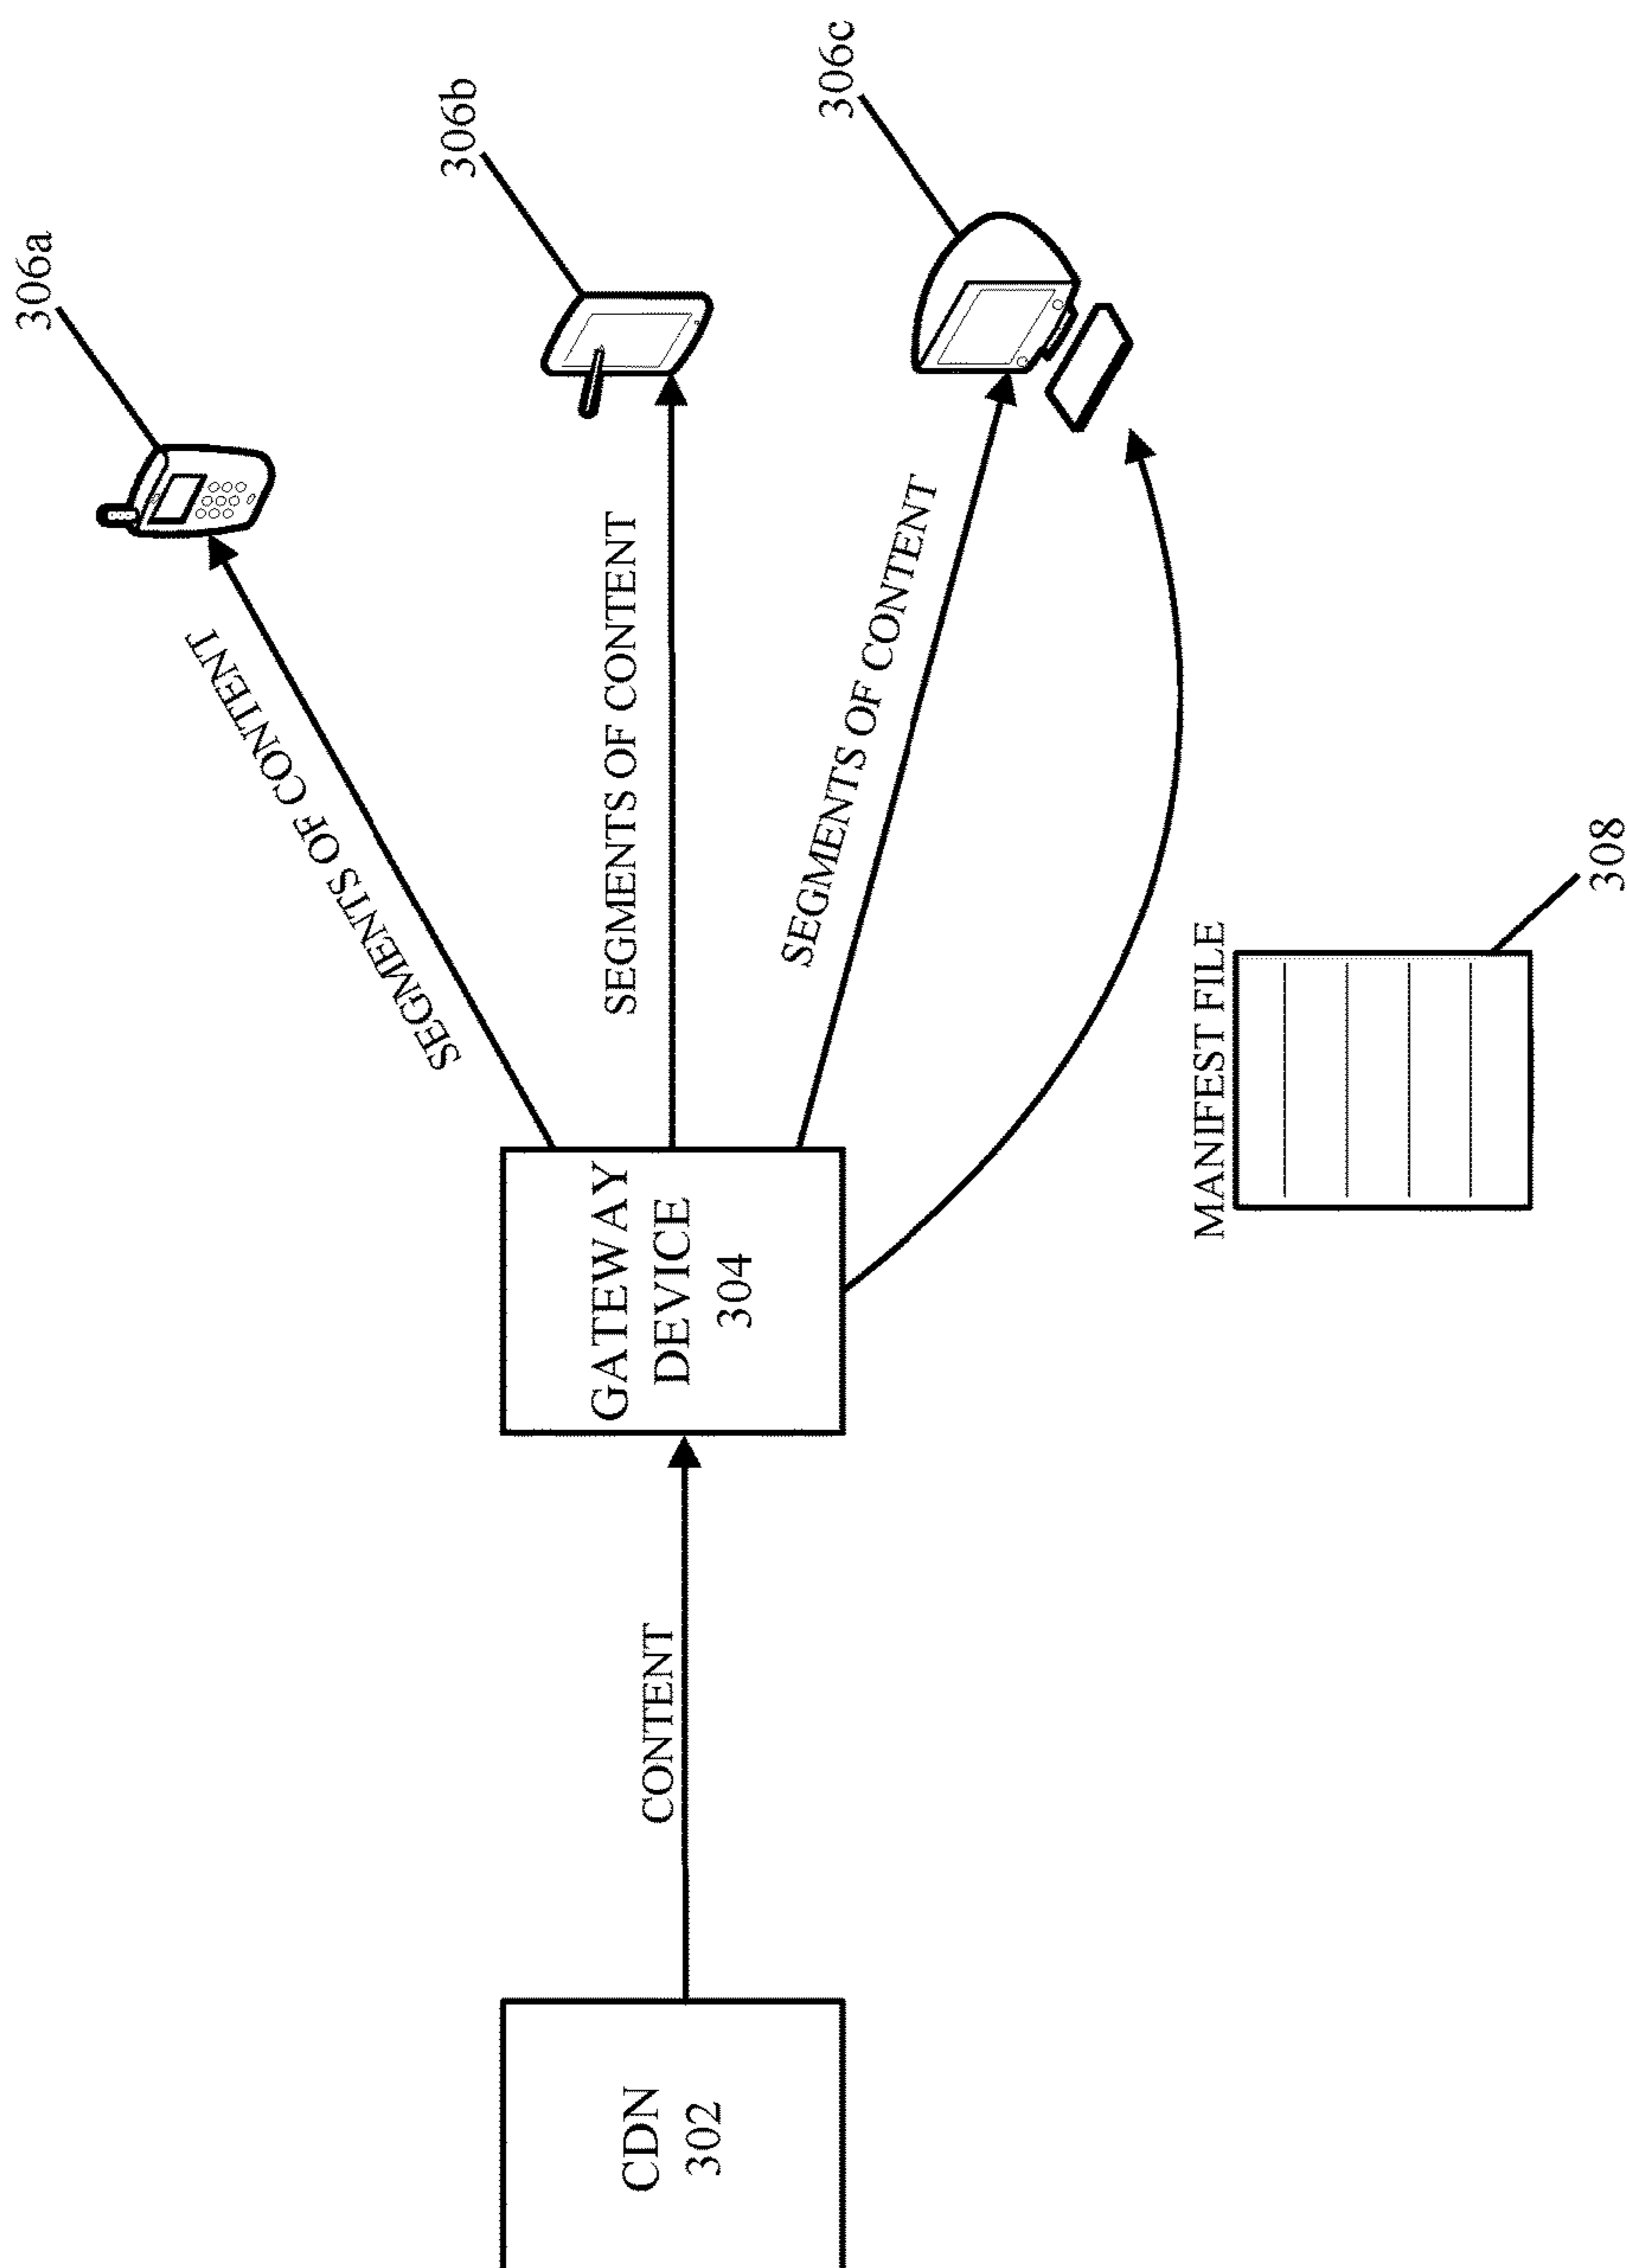 CDN
302
CONTENT
GATEWAY
DEVICE
304
SEGMENTS OF CONTENT
306a
SEGMENTS OF CONTENT
306b
SEGMENTS OF CONTENT
306c
MANIFEST FILE
308